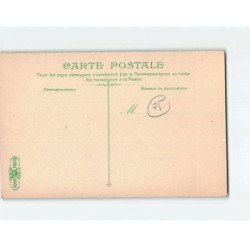 CARTE POSTALE
Tous les pays étrangers n'acceptent pas la Correspondance au recto
Se renseigner à la Poste
Correspondance
Adresse du destinataire
M
75